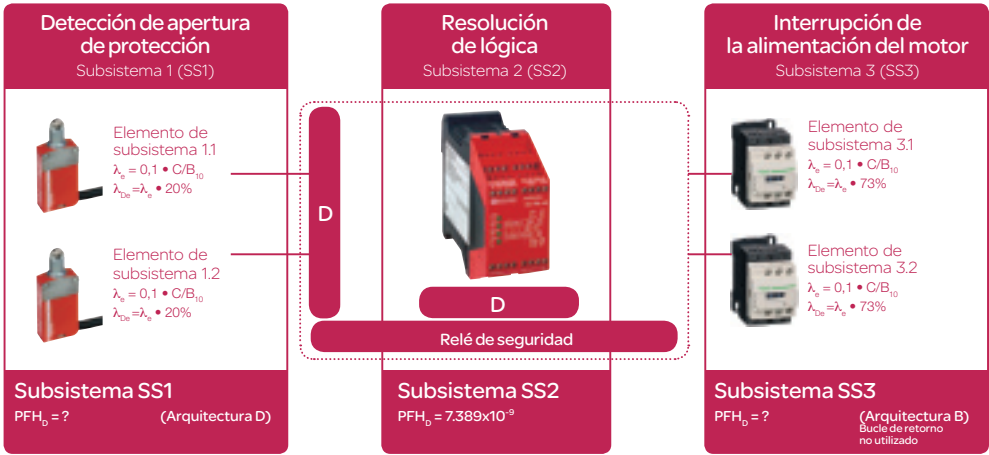 Detección de apertura
de protección
Subsistema 1 (SS1)
Elemento de
subsistema 1.1
λe = 0,1 • C/B10
λDe =λe • 20%
Elemento de
subsistema 1.2
λe = 0,1 • C/B10
λDe =λe • 20%
Subsistema SS1
PFHD = ? (Arquitectura D)
Resolución
de lógica
Subsistema 2 (SS2)
D
D
Relé de seguridad
Subsistema SS2
PFHD = 7.389x10⁻⁹
Interrupción de
la alimentación del motor
Subsistema 3 (SS3)
Elemento de
subsistema 3.1
λe = 0,1 • C/B10
λDe =λe • 73%
Elemento de
subsistema 3.2
λe = 0,1 • C/B10
λDe =λe • 73%
Subsistema SS3
PFHD = ? (Arquitectura B)
Bucle de retorno
no utilizado